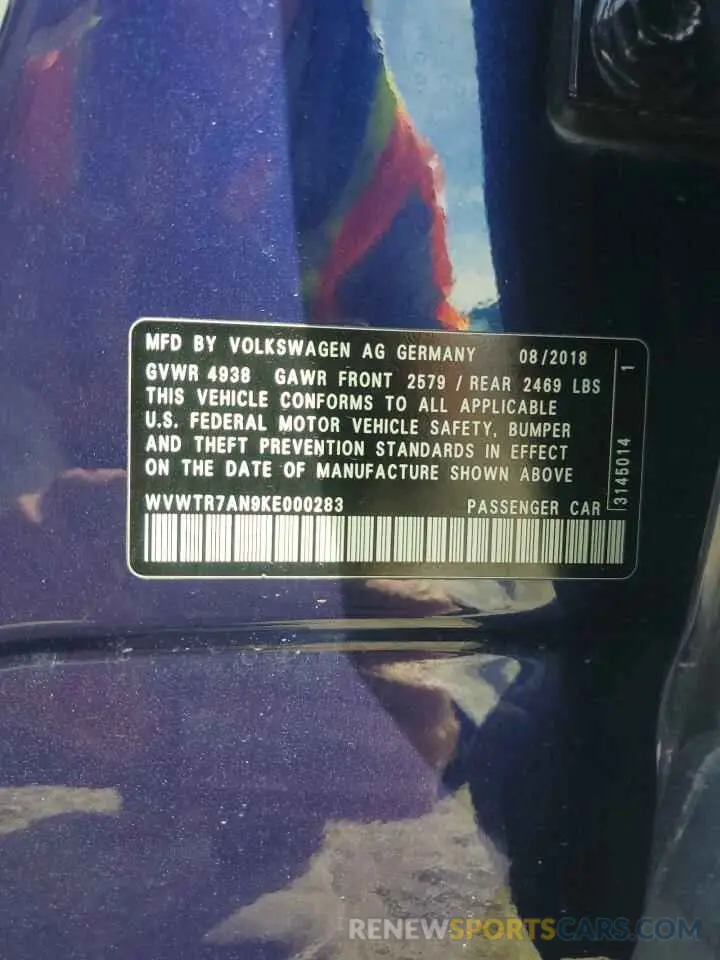 MFD BY VOLKSWAGEN AG GERMANY 08/2018
GVWR 4938 GAWR FRONT 2579 / REAR 2469 LBS
THIS VEHICLE CONFORMS TO ALL APPLICABLE
U.S. FEDERAL MOTOR VEHICLE SAFETY, BUMPER
AND THEFT PREVENTION STANDARDS IN EFFECT
ON THE DATE OF MANUFACTURE SHOWN ABOVE
WVWTR7AN9KE000283 PASSENGER CAR
3145014 1
RENEWSPORTSCARS.COM